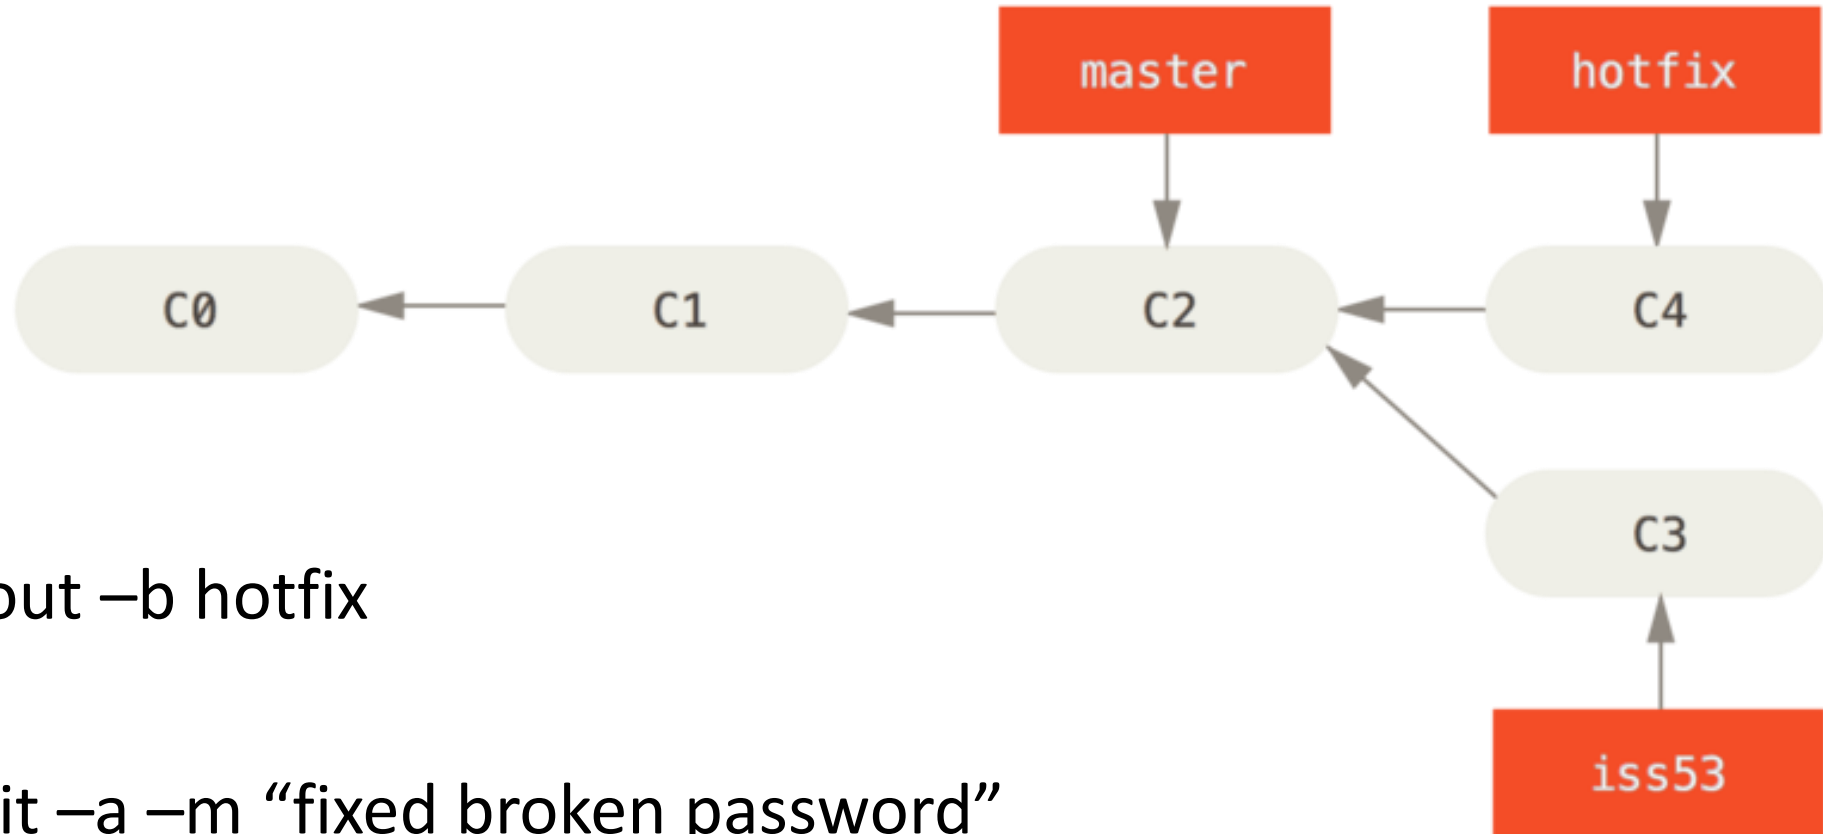 master hotfix
C0 C1 C2 C4
C3
out –b hotfix
iss53
it –a –m “fixed broken password”